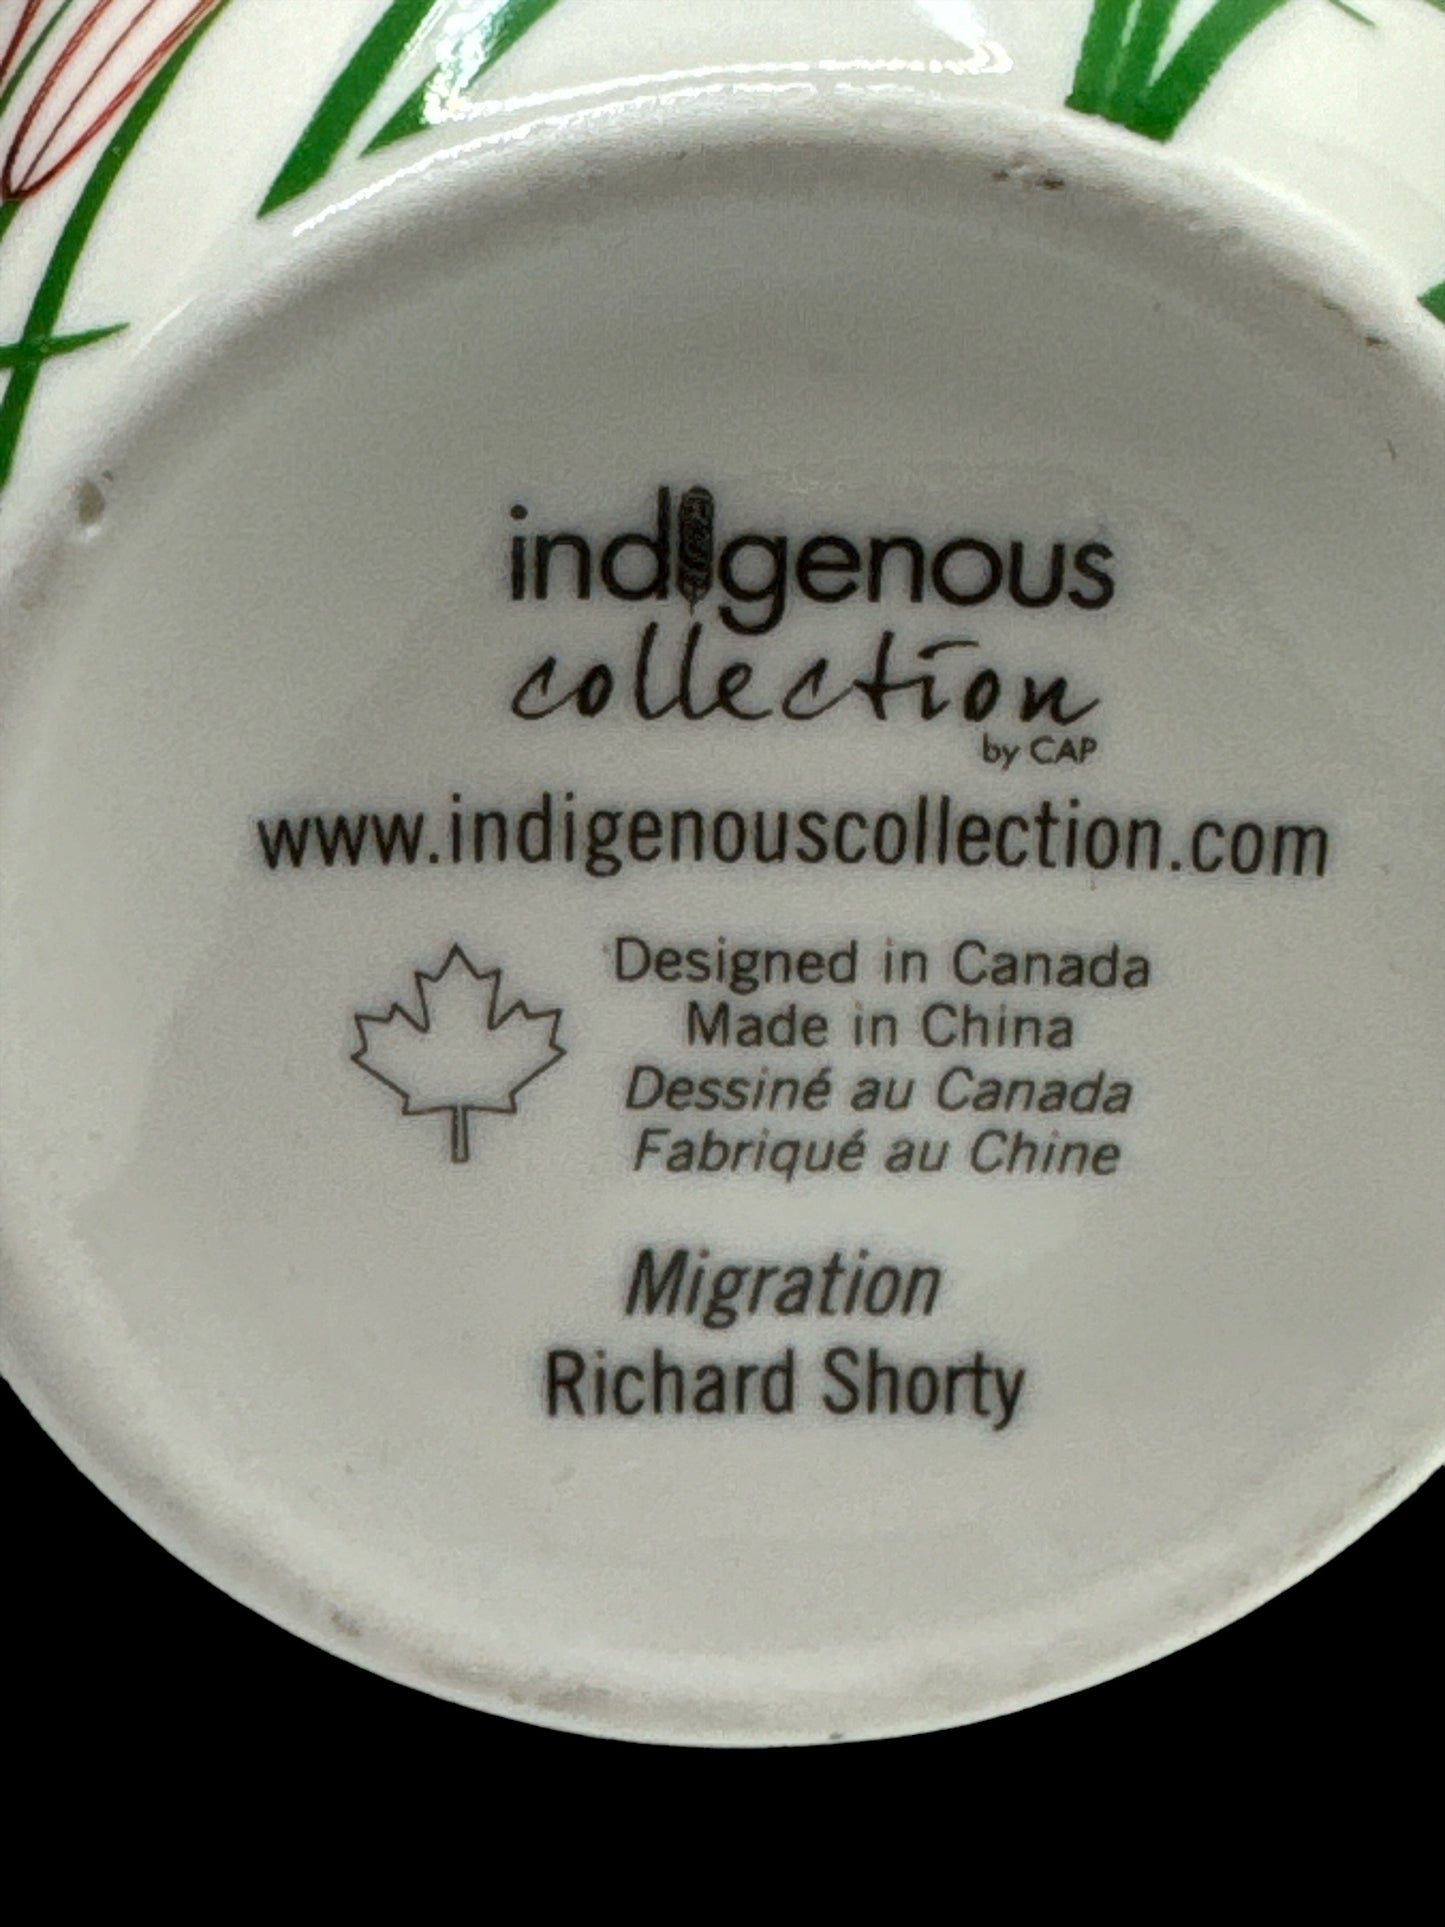 indigenous
collection
by CAP
www.indigenouscollection.com
Designed in Canada
Made in China
Dessiné au Canada
Fabriqué au Chine
Migration
Richard Shorty